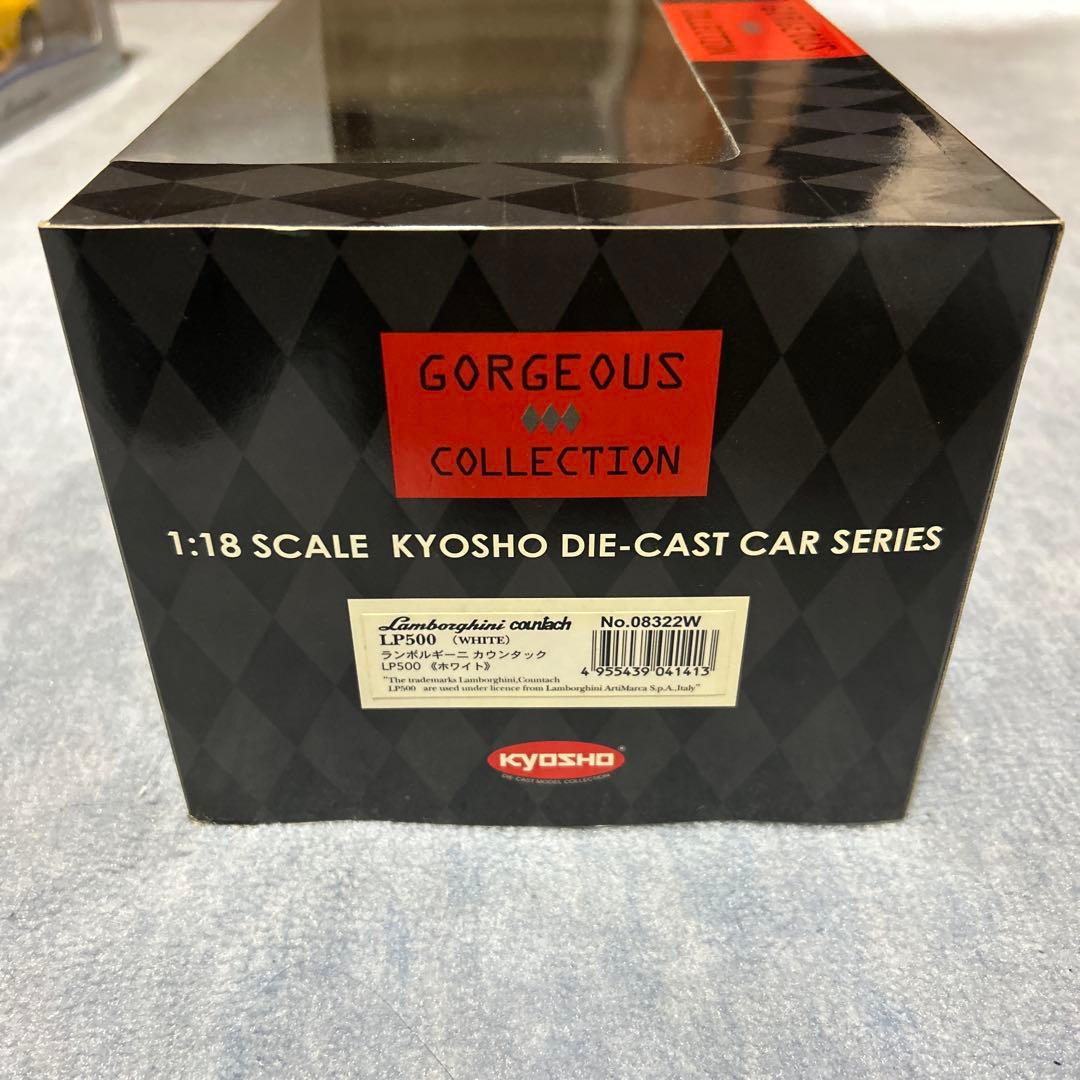 GORGEOUS
COLLECTION
GORGEOUS
COLLECTION
1:18 SCALE KYOSHO DIE-CAST CAR SERIES
Lamborghini countach
LP500 (WHITE)
ランボルギーニ カウンタック
LP500 《ホワイト》
"The trademarks Lamborghini,Countach
LP500 are used under licence from Lamborghini ArtiMarca S.p.A.,Italy"
No.08322W
4 955439 041413
KYOSHO®
DIE-CAST MODEL COLLECTION